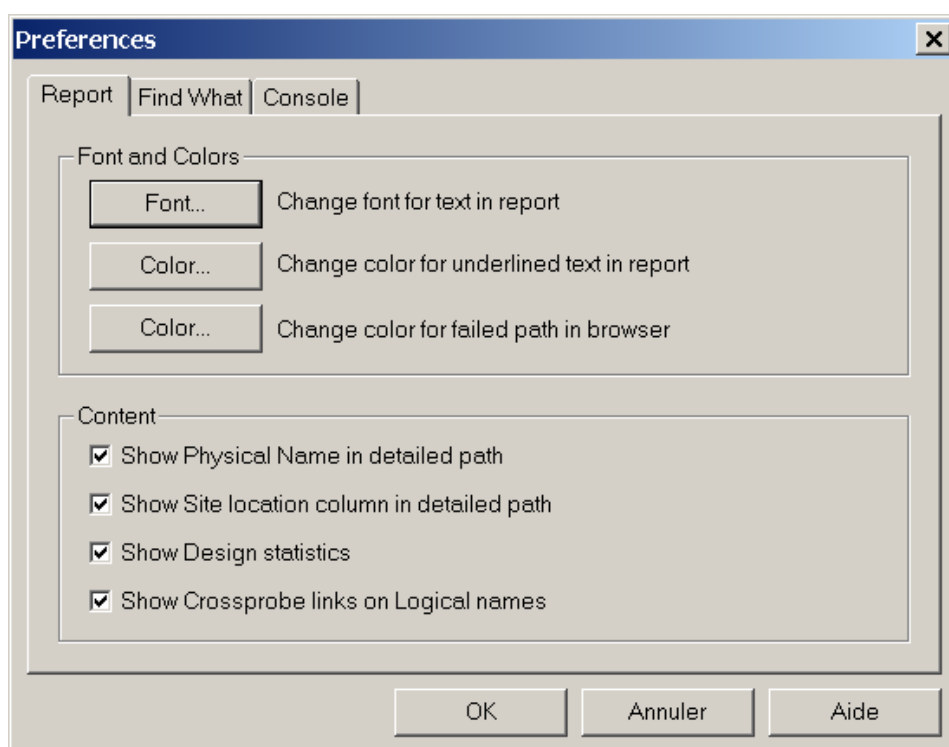 Preferences
Report Find What Console
Font and Colors
Font... Change font for text in report
Color... Change color for underlined text in report
Color... Change color for failed path in browser
Content
Show Physical Name in detailed path
Show Site location column in detailed path
Show Design statistics
Show Crossprobe links on Logical names
OK Annuler Aide